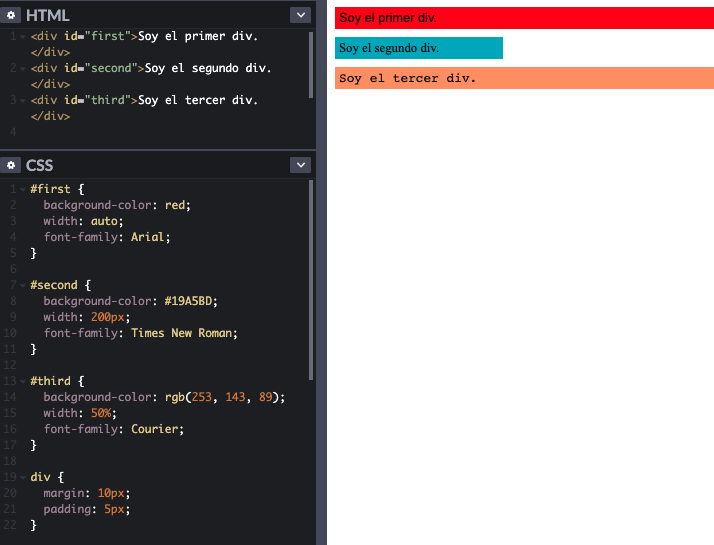 HTML
1 <div id="first">Soy el primer div.
</div>
2 <div id="second">Soy el segundo div.
</div>
3 <div id="third">Soy el tercer div.
</div>
4
CSS
1 #first {
2 background-color: red;
3 width: auto;
4 font-family: Arial;
5 }
6
7 #second {
8 background-color: #19A5BD;
9 width: 200px;
10 font-family: Times New Roman;
11 }
12
13 #third {
14 background-color: rgb(253, 143, 89);
15 width: 50%;
16 font-family: Courier;
17 }
18
19 div {
20 margin: 10px;
21 padding: 5px;
22 }
Soy el primer div.
Soy el segundo div.
Soy el tercer div.